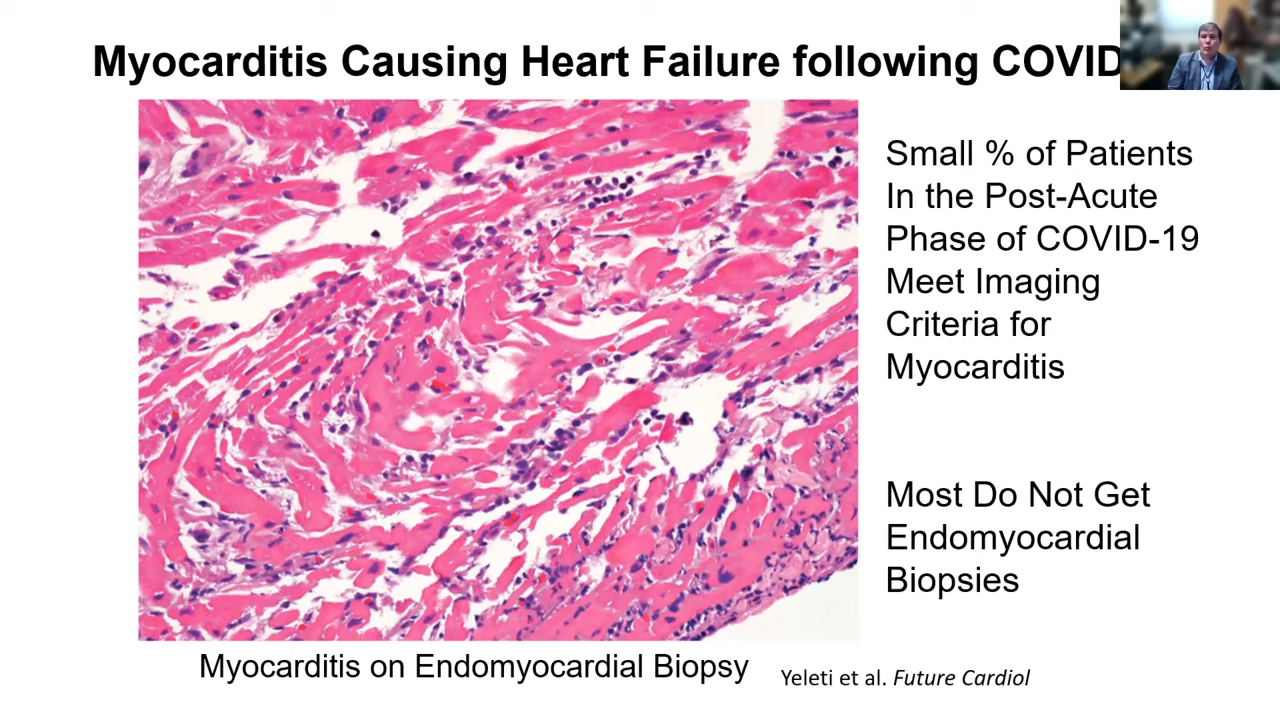 Myocarditis Causing Heart Failure following COVID
Small % of Patients
In the Post-Acute
Phase of COVID-19
Meet Imaging
Criteria for
Myocarditis
Most Do Not Get
Endomyocardial
Biopsies
Myocarditis on Endomyocardial Biopsy
Yeleti et al. Future Cardiol